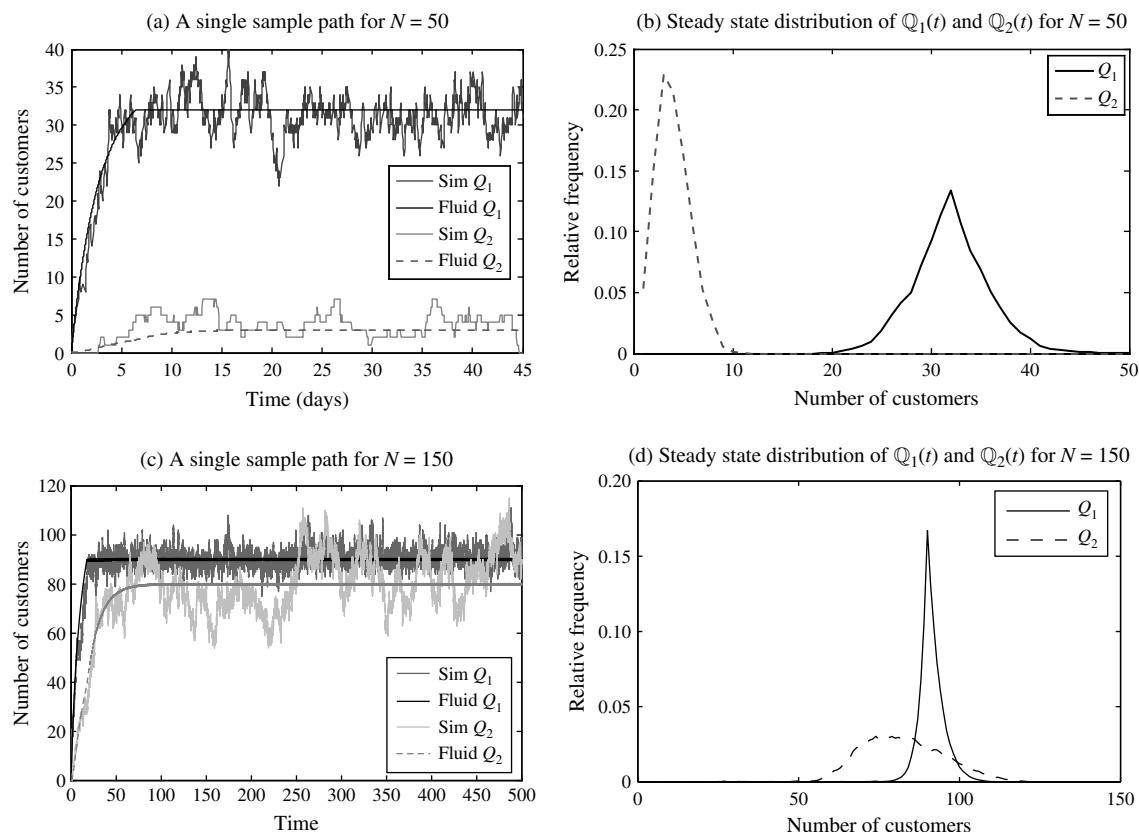 (a) A single sample path for N = 50
Number of customers
40
35
30
25
20
15
10
5
0
Sim Q1
Fluid Q1
Sim Q2
Fluid Q2
0 5 10 15 20 25 30 35 40 45
Time (days)
(b) Steady state distribution of ℚ1(t) and ℚ2(t) for N = 50
Relative frequency
0.25
0.20
0.15
0.10
0.05
0
Q1
Q2
0 10 20 30 40 50
Number of customers
(c) A single sample path for N = 150
Number of customers
120
100
80
60
40
20
0
Sim Q1
Fluid Q1
Sim Q2
Fluid Q2
0 50 100 150 200 250 300 350 400 450 500
Time
(d) Steady state distribution of ℚ1(t) and ℚ2(t) for N = 150
Relative frequency
0.20
0.15
0.10
0.05
0
Q1
Q2
0 50 100 150
Number of customers